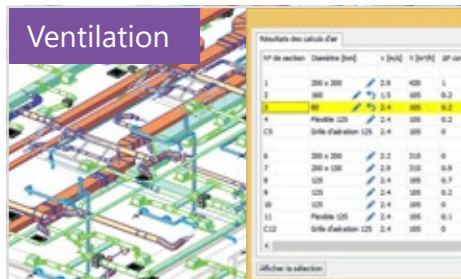 Ventilation
Résultats des calculs d'air
N° de section Diamètre [mm] v [m/s] V [m³/h] ΔP con
1 200 x 200 2.9 420 1
2 160 1.5 105 0.2
3 80 2.4 105 0.2
4 Flexible 125 2.4 105 0.2
C5 Grille d'aération 125 2.4 105 0
6 200 x 200 2.2 315 0
7 200 x 150 2.9 315 0.9
8 125 2.4 105 0.7
9 125 2.4 105 0.2
10 125 2.4 105 0
11 Flexible 125 2.4 105 0.1
C12 Grille d'aération 125 2.4 105 0
Afficher la sélection